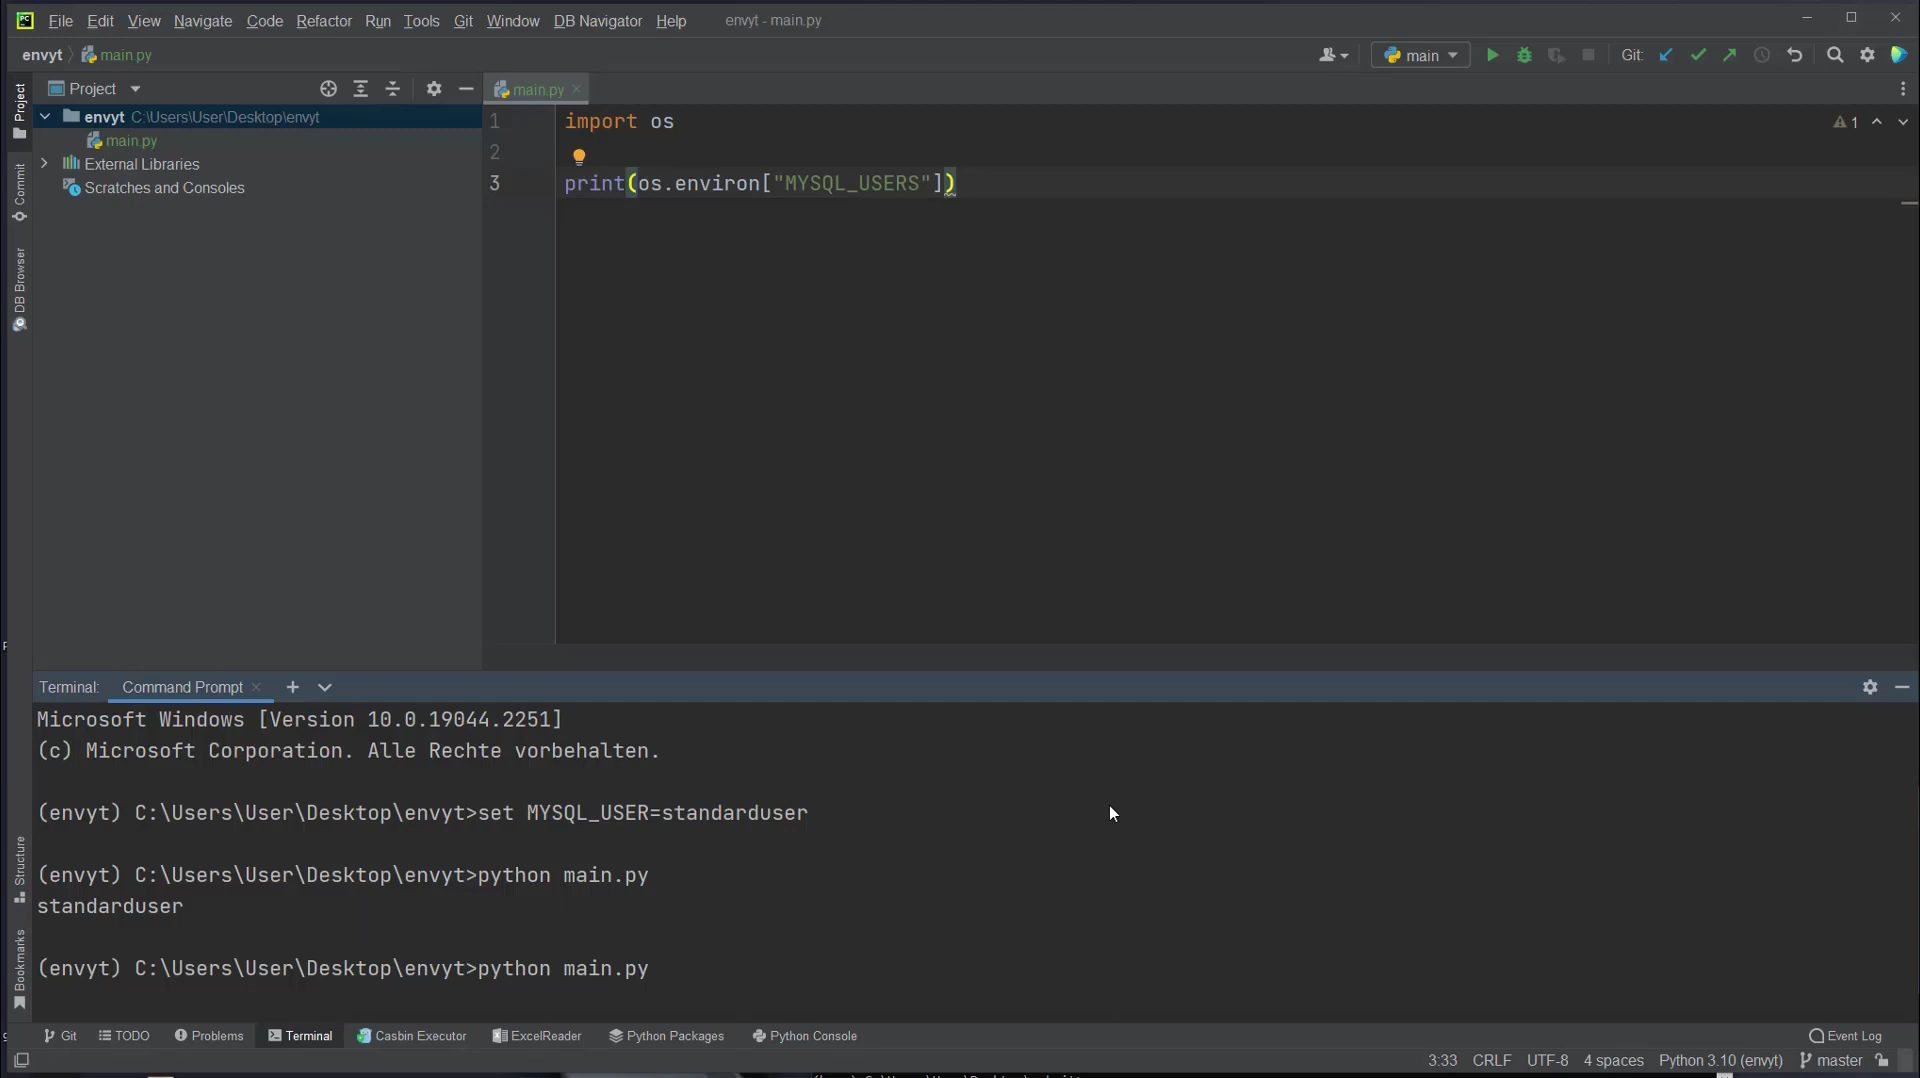 File Edit View Navigate Code Refactor Run Tools Git Window DB Navigator Help envyt - main.py
envyt main.py main Git:
Project main.py
envyt C:\Users\User\Desktop\envyt
main.py
External Libraries
Scratches and Consoles
Project
Commit
DB Browser
1 import os
2
3 print(os.environ["MYSQL_USERS"])
1
Terminal: Command Prompt
Microsoft Windows [Version 10.0.19044.2251]
(c) Microsoft Corporation. Alle Rechte vorbehalten.
(envyt) C:\Users\User\Desktop\envyt>set MYSQL_USER=standarduser
(envyt) C:\Users\User\Desktop\envyt>python main.py
standarduser
(envyt) C:\Users\User\Desktop\envyt>python main.py
Structure
Bookmarks
Git TODO Problems Terminal Casbin Executor ExcelReader Python Packages Python Console Event Log
3:33 CRLF UTF-8 4 spaces Python 3.10 (envyt) master